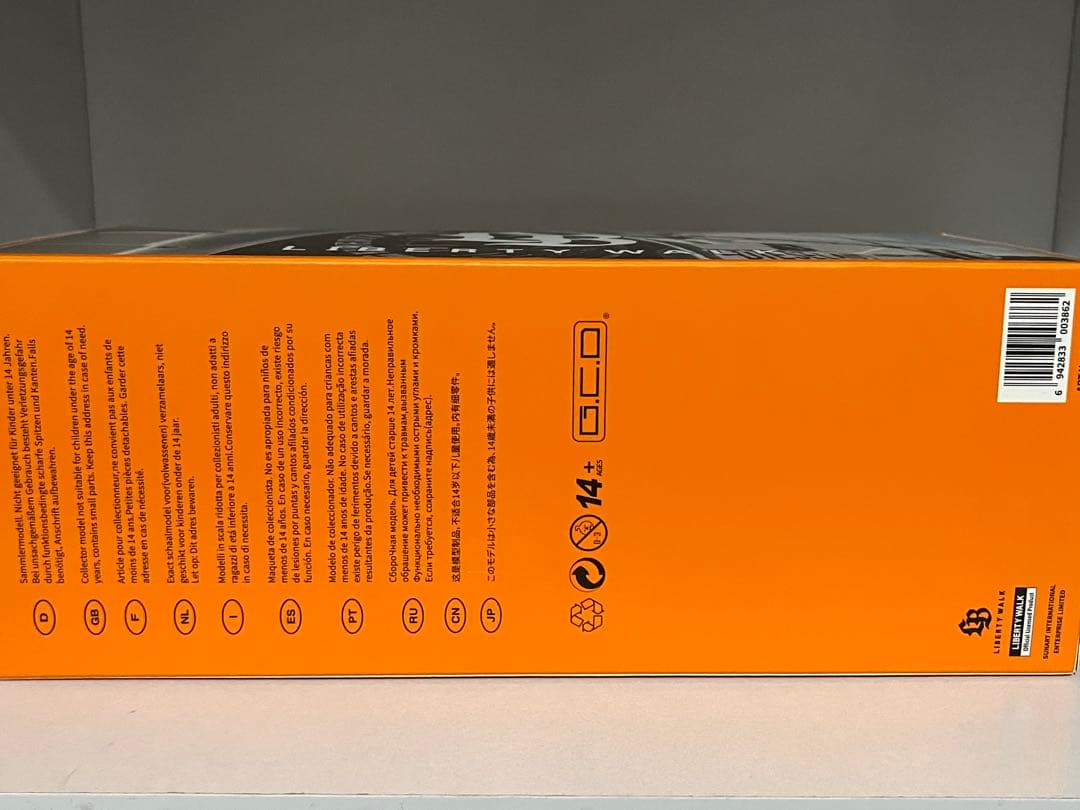 LIBERTY WA
D
Sammlermodell. Nicht geeignet für Kinder unter 14 Jahren.
Bei unsachgemäßem Gebrauch besteht Verletzungsgefahr
durch funktionsbedingte scharfe Spitzen und Kanten.Falls
benötigt, Anschrift aufbewahren.
GB
Collector model not suitable for children under the age of 14
years, contains small parts. Keep this address in case of need.
F
Article pour collectionneur,ne convient pas aux enfants de
moins de 14 ans.Petites pièces detachables. Garder cette
adresse en cas de nécessité.
NL
Exact schaalmodel voor(volwassenen) verzamelaars, niet
geschikt voor kinderen onder de 14 jaar.
Let op: Dit adres bewaren.
I
Modelli in scala ridotta per collezionisti adulti, non adatti a
ragazzi di età inferiore a 14 anni.Conservare questo indirizzo
in caso di necessita.
ES
Maqueta de coleccionista. No es apropiada para niños de
menos de 14 años. En caso de un uso incorrecto, existe riesgo
de lesiones por puntas y cantos afilados condicionados por su
función. En caso necesario, guardar la dirección.
PT
Modelo de coleccionador. Não adequado para criancas com
menos de 14 anos de idade. No caso de utilização incorrecta
existe perigo de ferimentos devido a cantos e arestas afiadas
resultantes da produção.Se necessário, guardar a morada.
RU
СбороЧная модель. Для детей старше 14 лет.Неправильное
обрашение может привести к травмам,вызванным
Функционально необходимыми острыми углами и кромками.
Если требуется, сохраните надпись(адрес).
CN
这是模型制品，不适合14岁以下儿童使用，内有细零件。
JP
このモデルは小さな部品を含む為、14歳未満の子供には適しません。
0-3
14+
AGES
G.C.D
®
LB
LIBERTY WALK
LIBERTY WALK
Official Licensed Product
SUNART INTERNATIONAL
ENTERPRISE LIMITED
6 942833 003862